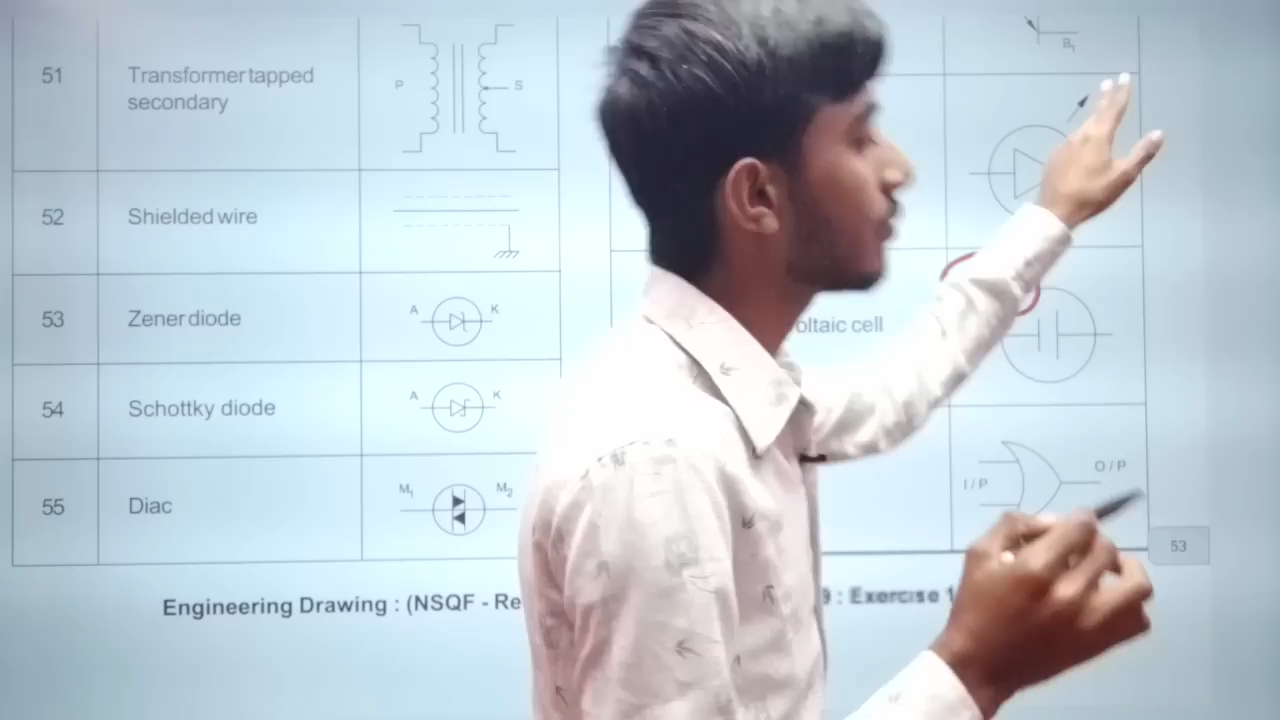 51
Transformer tapped
secondary
P
S
52
Shielded wire
53
Zener diode
A
K
54
Schottky diode
A
K
55
Diac
M1
M2
B1
oltaic cell
I / P
O / P
53
Engineering Drawing : (NSQF - Re
9 : Exercise 1